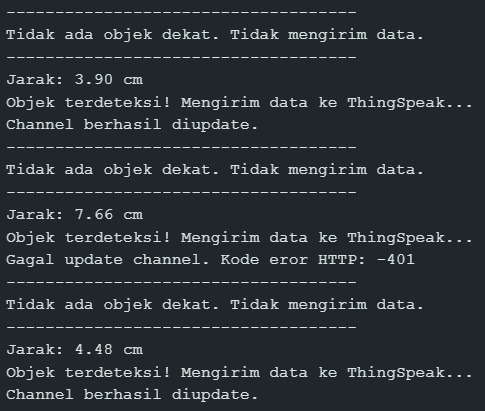 ------------------------------------
Tidak ada objek dekat. Tidak mengirim data.
------------------------------------
Jarak: 3.90 cm
Objek terdeteksi! Mengirim data ke ThingSpeak...
Channel berhasil diupdate.
------------------------------------
Tidak ada objek dekat. Tidak mengirim data.
------------------------------------
Jarak: 7.66 cm
Objek terdeteksi! Mengirim data ke ThingSpeak...
Gagal update channel. Kode eror HTTP: -401
------------------------------------
Tidak ada objek dekat. Tidak mengirim data.
------------------------------------
Jarak: 4.48 cm
Objek terdeteksi! Mengirim data ke ThingSpeak...
Channel berhasil diupdate.